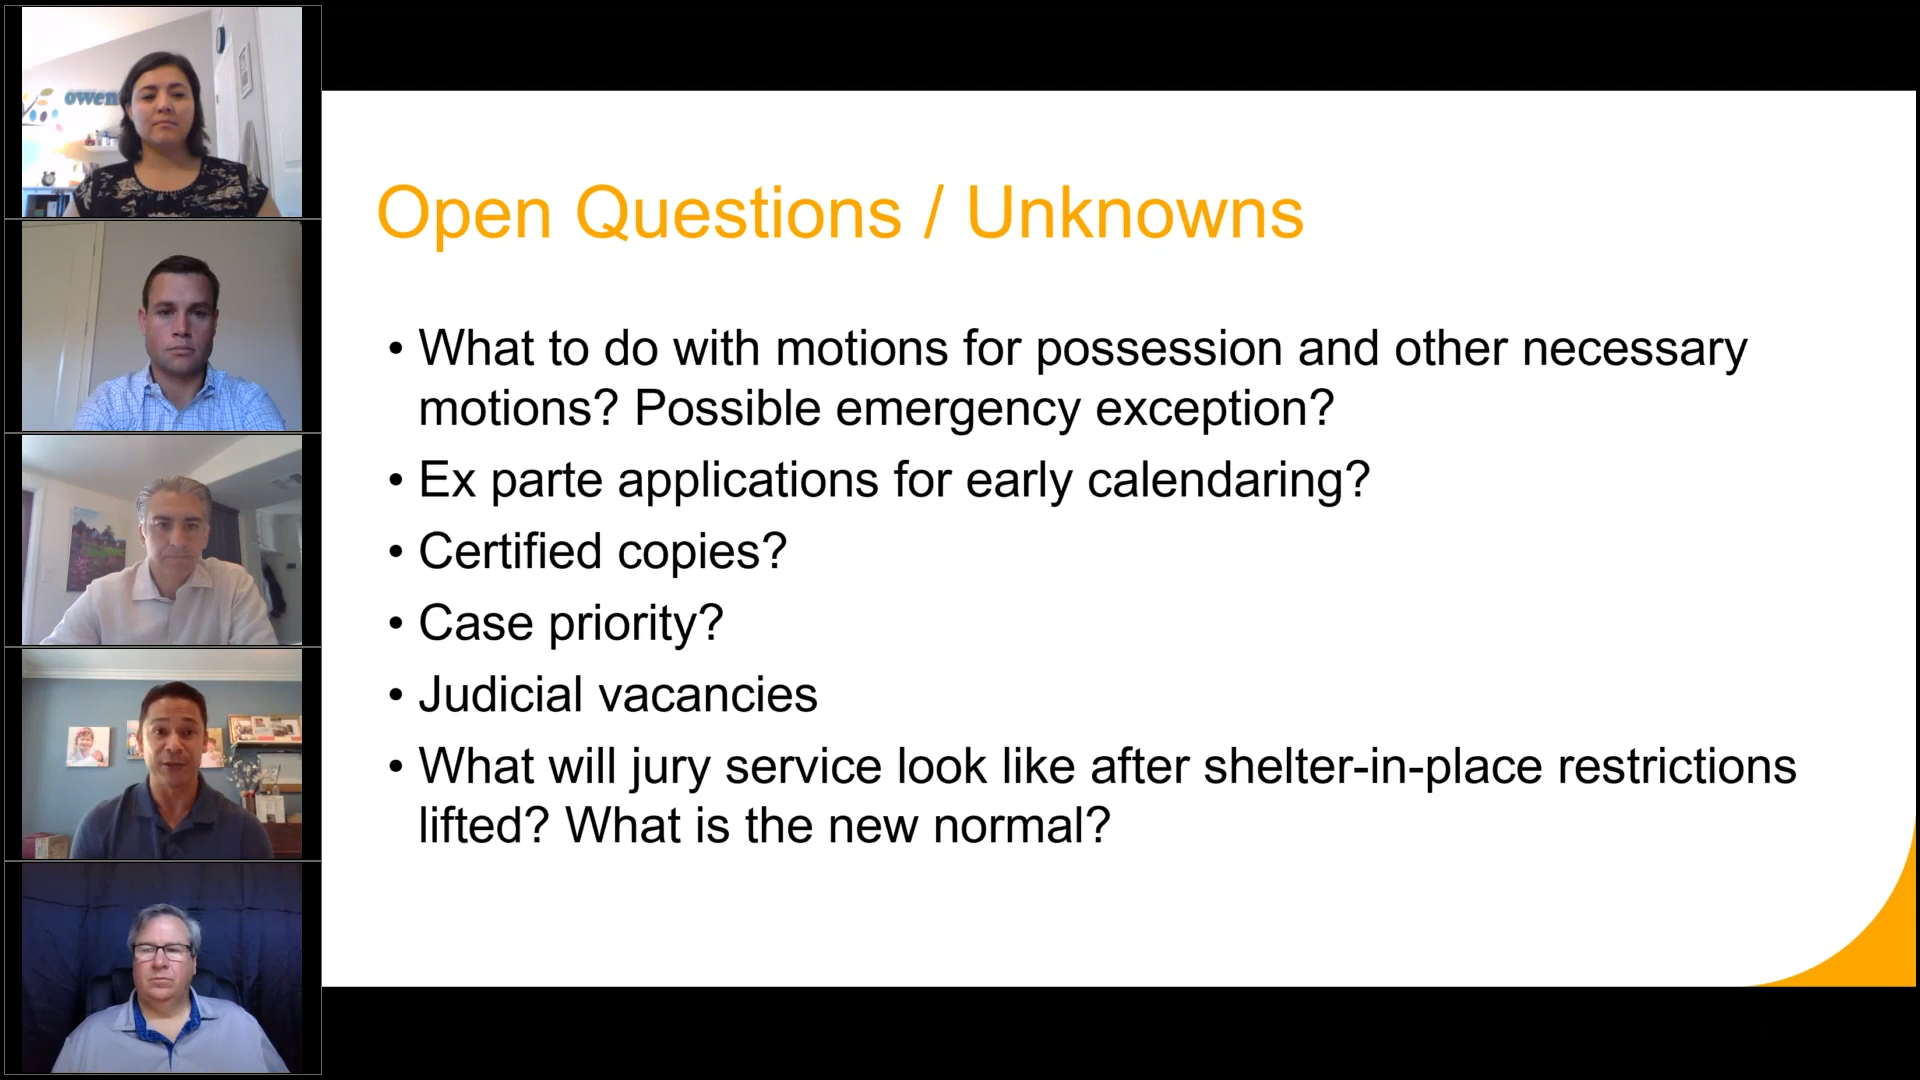 owen
Open Questions / Unknowns
• What to do with motions for possession and other necessary
motions? Possible emergency exception?
• Ex parte applications for early calendaring?
• Certified copies?
• Case priority?
• Judicial vacancies
• What will jury service look like after shelter-in-place restrictions
lifted? What is the new normal?